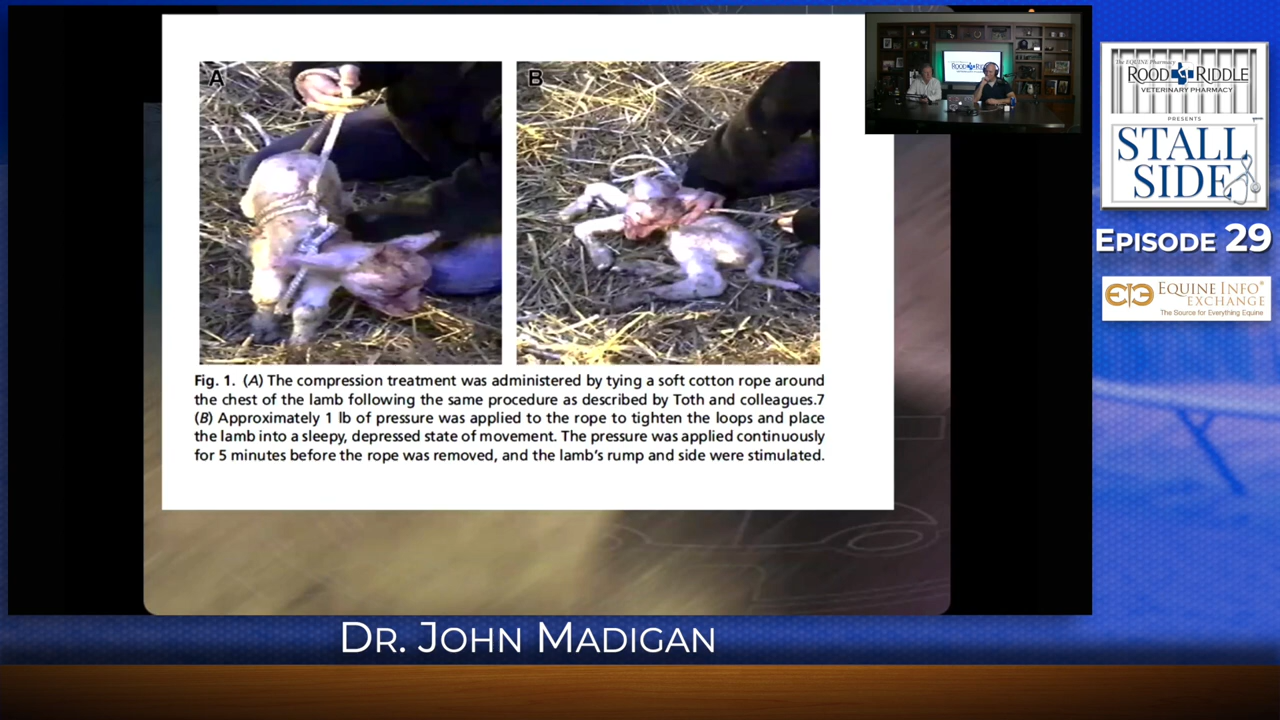 A
B
Fig. 1. (A) The compression treatment was administered by tying a soft cotton rope around
the chest of the lamb following the same procedure as described by Toth and colleagues.7
(B) Approximately 1 lb of pressure was applied to the rope to tighten the loops and place
the lamb into a sleepy, depressed state of movement. The pressure was applied continuously
for 5 minutes before the rope was removed, and the lamb's rump and side were stimulated.
The EQUINE Pharmacy
ROOD RIDDLE
VETERINARY PHARMACY
PRESENTS
STALL
SIDE
EPISODE 29
EIE EQUINE INFO
EXCHANGE
The Source for Everything Equine
DR. JOHN MADIGAN